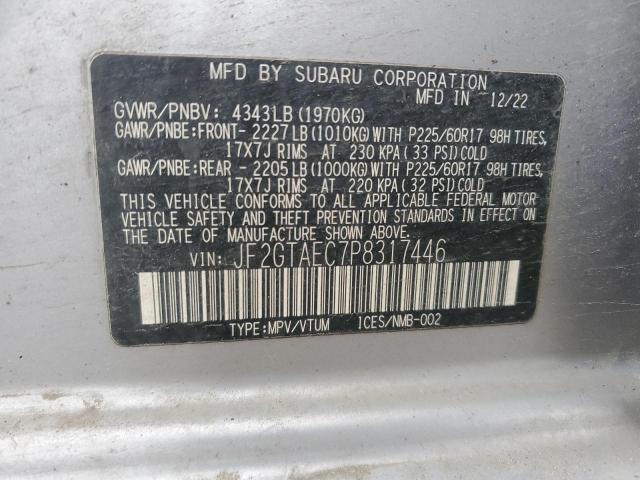 MFD BY SUBARU CORPORATION
MFD IN 12/22
GVWR/PNBV: 4343LB (1970KG)
GAWR/PNBE:FRONT- 2227LB (1010KG) WITH P225/60R17 98H TIRES,
17X7J RIMS AT 230 KPA (33 PSI) COLD
GAWR/PNBE:REAR - 2205LB (1000KG) WITH P225/60R17 98H TIRES,
17X7J RIMS AT 220 KPA (32 PSI) COLD
THIS VEHICLE CONFORMS TO ALL APPLICABLE FEDERAL MOTOR
VEHICLE SAFETY AND THEFT PREVENTION STANDARDS IN EFFECT ON
THE DATE OF MANUFACTURE SHOWN ABOVE.
VIN: JF2GTAEC7P8317446
TYPE:MPV/VTUM ICES/NMB-002